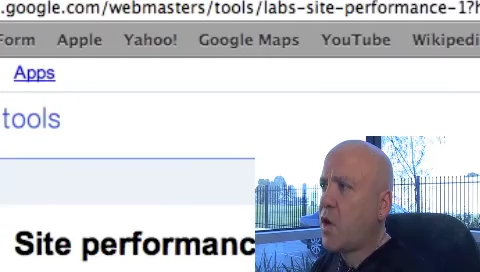 .google.com/webmasters/tools/labs-site-performance-1?h
Form Apple Yahoo! Google Maps YouTube Wikipedi
Apps
tools
Site performanc